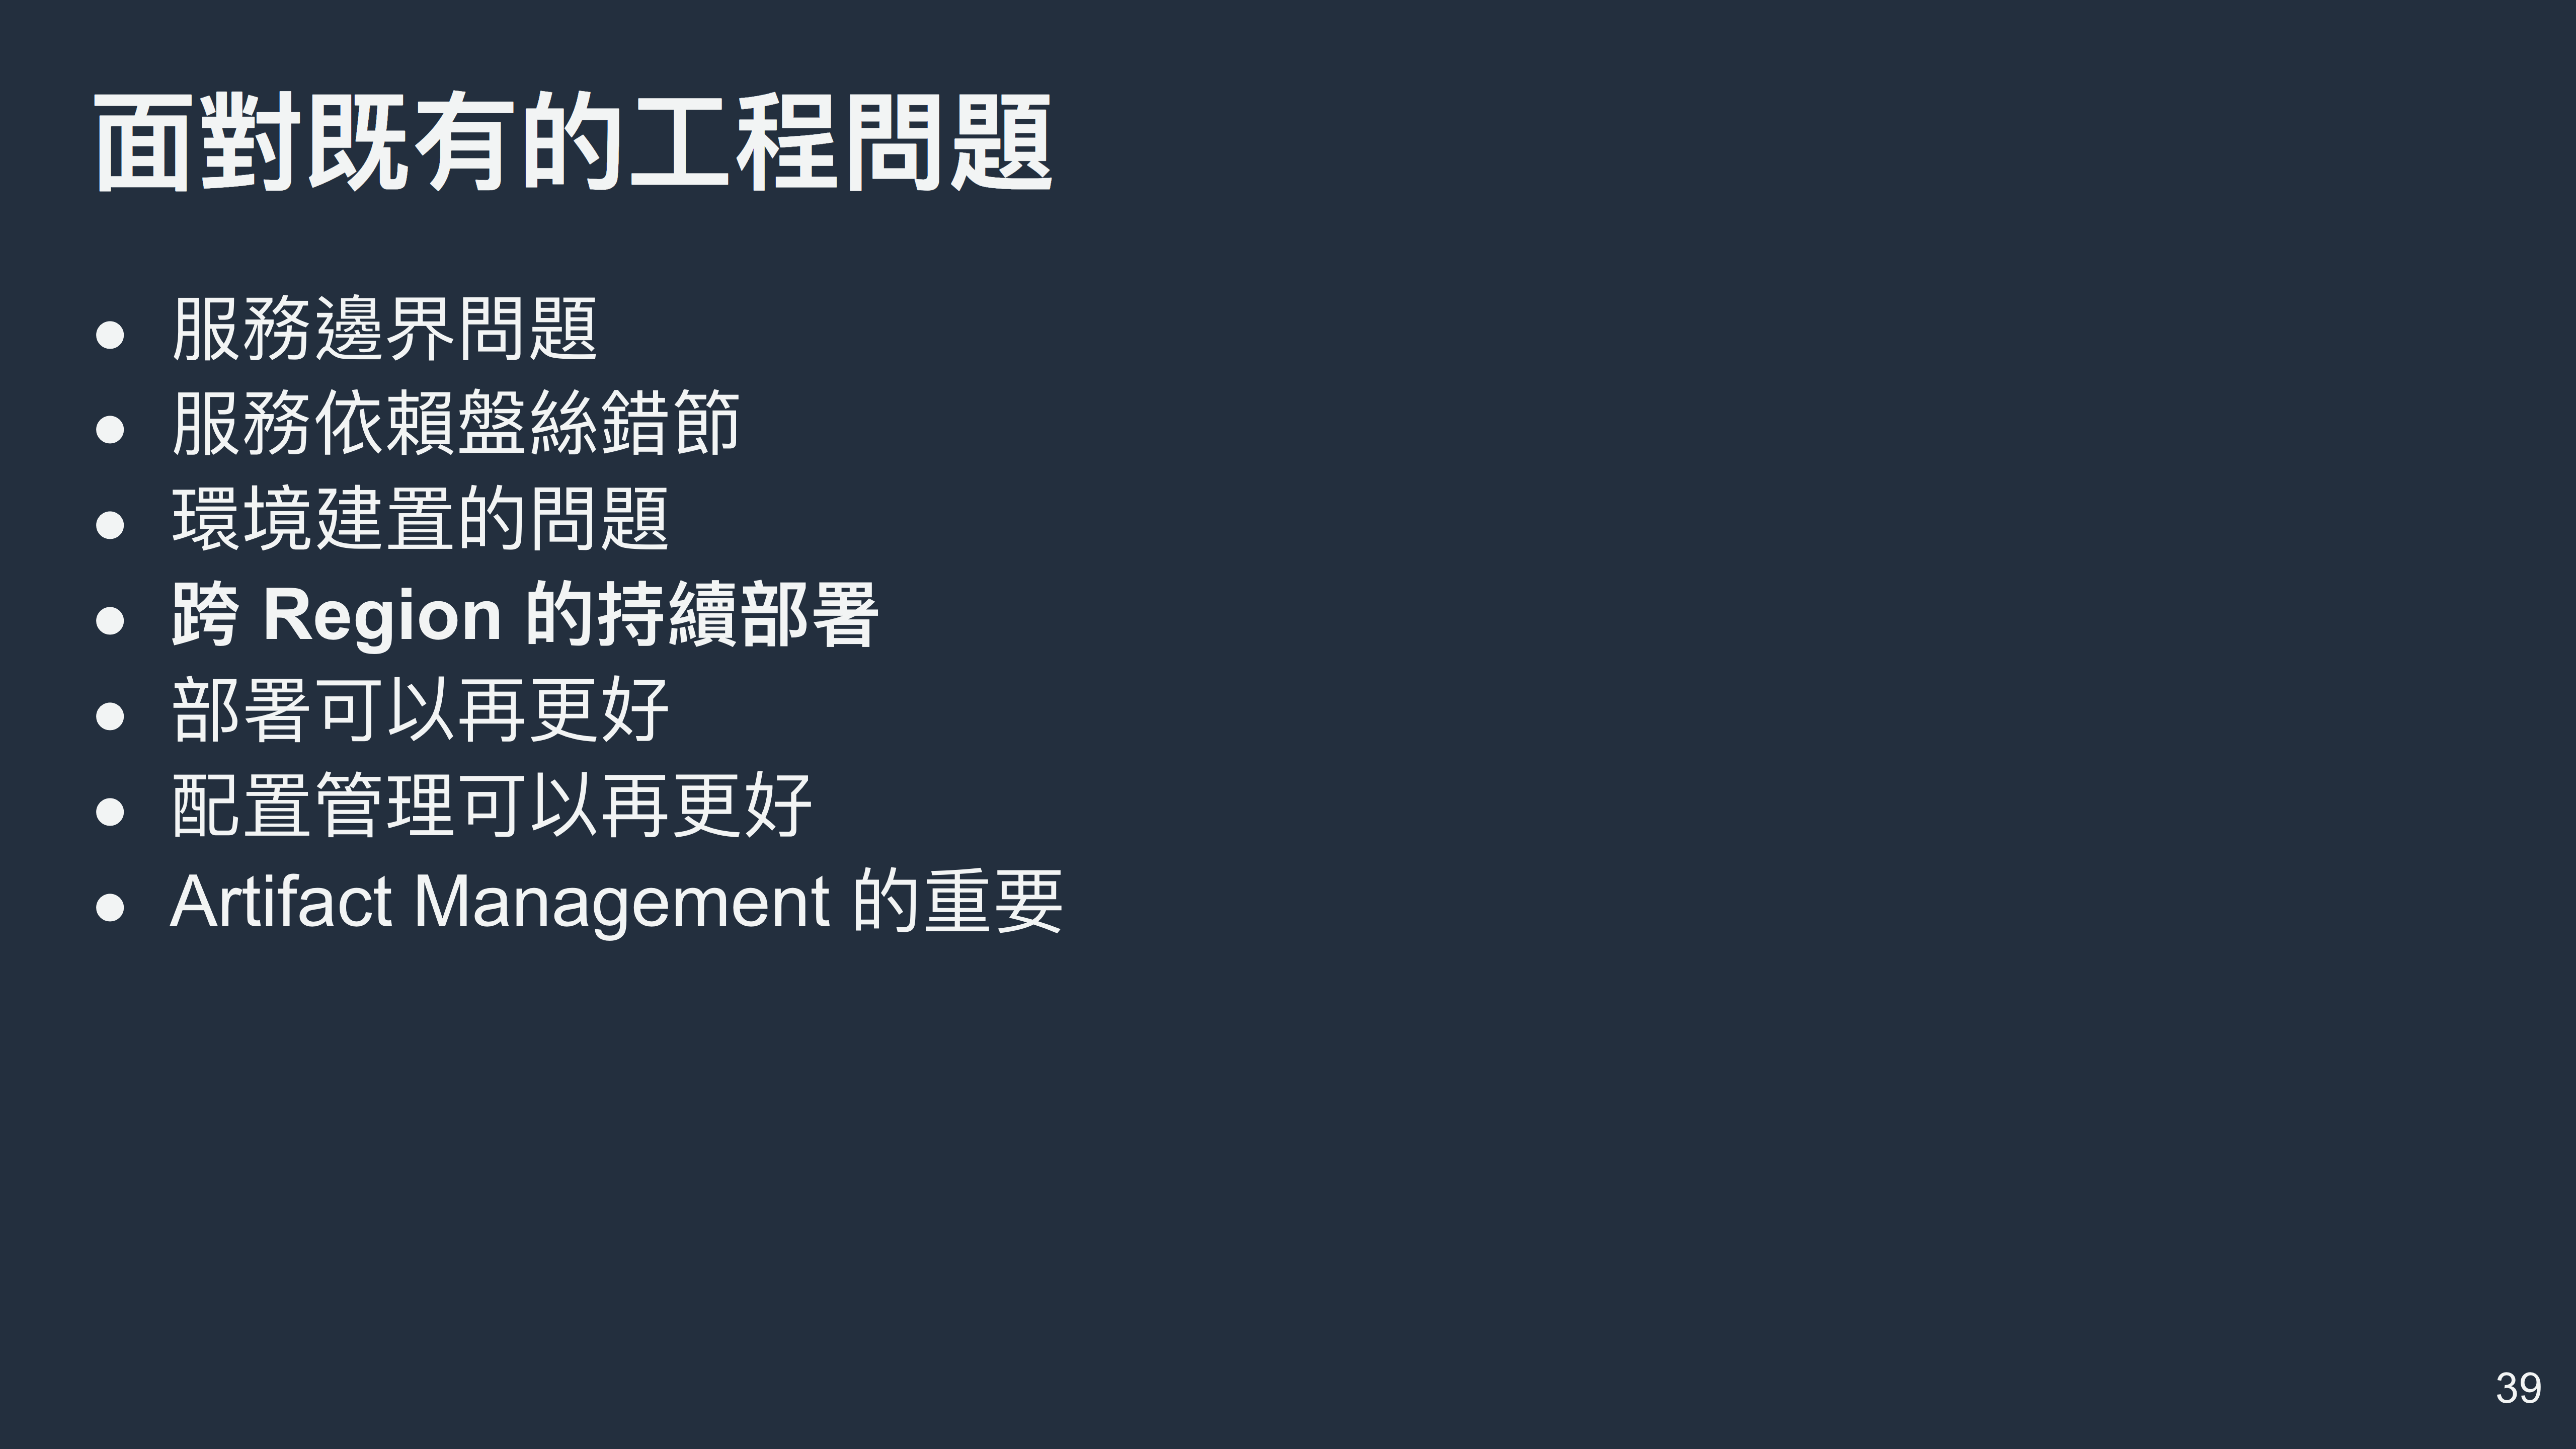 面對既有的工程問題
● 服務邊界問題
● 服務依賴盤絲錯節
● 環境建置的問題
● 跨 Region 的持續部署
● 部署可以再更好
● 配置管理可以再更好
● Artifact Management 的重要
39